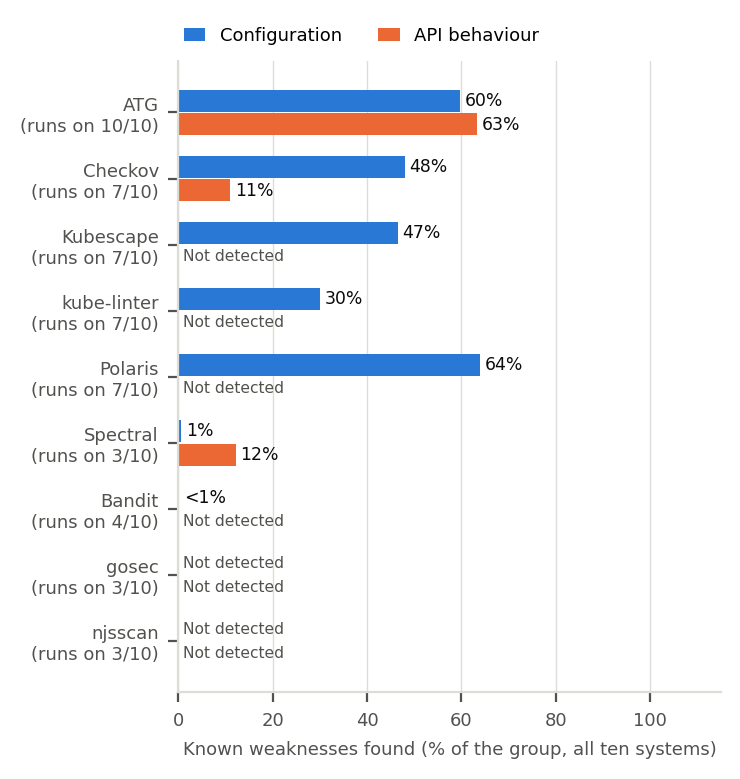 Configuration API behaviour
ATG
(runs on 10/10)
60%
63%
Checkov
(runs on 7/10)
48%
11%
Kubescape
(runs on 7/10)
47%
Not detected
kube-linter
(runs on 7/10)
30%
Not detected
Polaris
(runs on 7/10)
64%
Not detected
Spectral
(runs on 3/10)
1%
12%
Bandit
(runs on 4/10)
<1%
Not detected
gosec
(runs on 3/10)
Not detected
Not detected
njsscan
(runs on 3/10)
Not detected
Not detected
0 20 40 60 80 100
Known weaknesses found (% of the group, all ten systems)